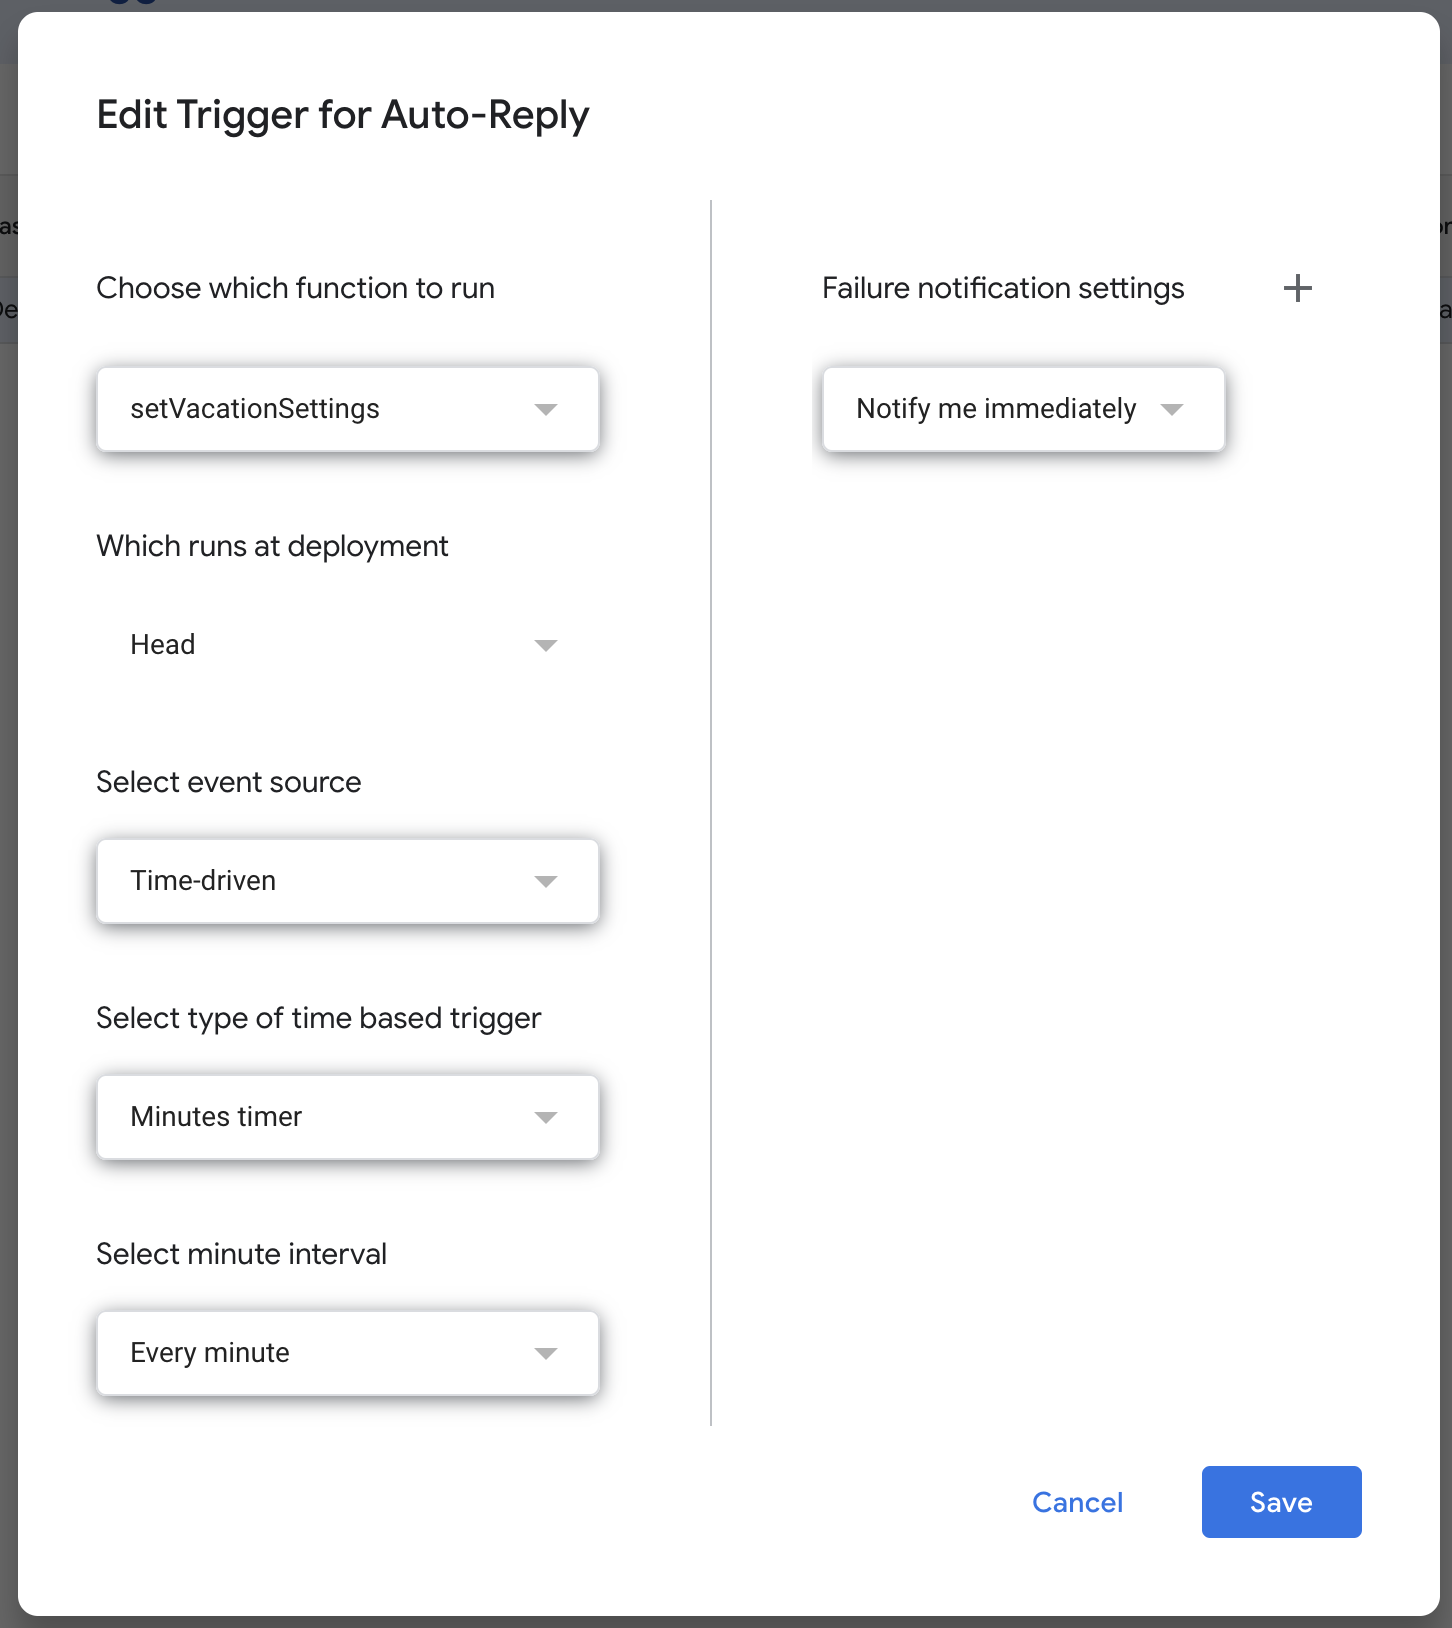 Edit Trigger for Auto-Reply
Choose which function to run
setVacationSettings
Which runs at deployment
Head
Select event source
Time-driven
Select type of time based trigger
Minutes timer
Select minute interval
Every minute
Failure notification settings
Notify me immediately
Cancel
Save